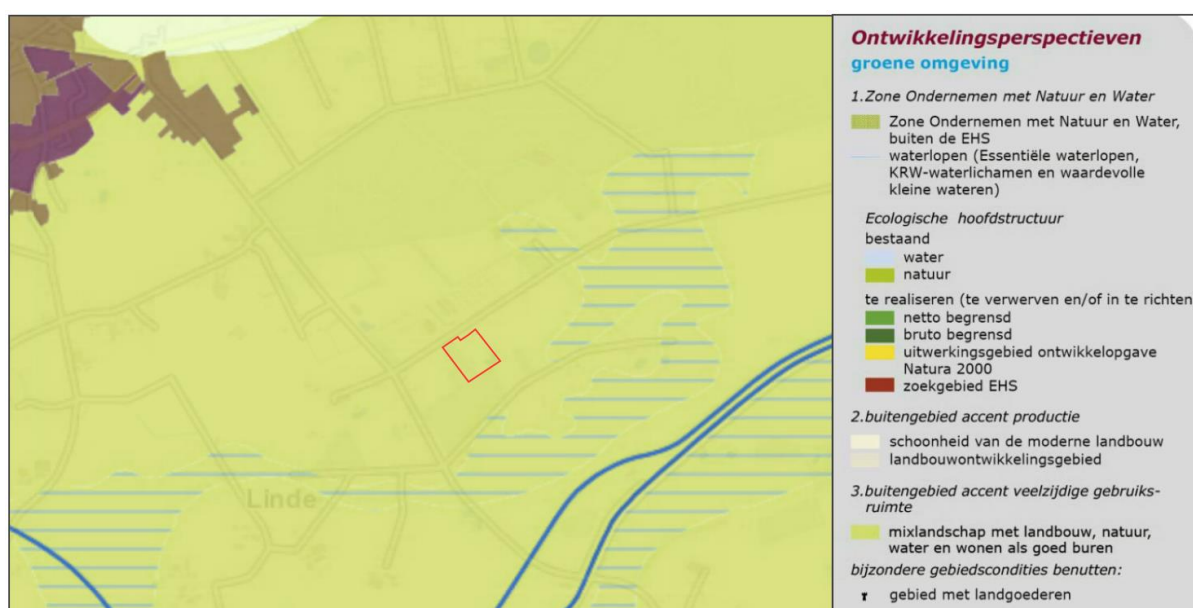 Linde
Ontwikkelingsperspectieven
groene omgeving
1.Zone Ondernemen met Natuur en Water
Zone Ondernemen met Natuur en Water,
buiten de EHS
waterlopen (Essentiële waterlopen,
KRW-waterlichamen en waardevolle
kleine wateren)
Ecologische hoofdstructuur
bestaand
water
natuur
te realiseren (te verwerven en/of in te richten
netto begrensd
bruto begrensd
uitwerkingsgebied ontwikkelopgave
Natura 2000
zoekgebied EHS
2.buitengebied accent productie
schoonheid van de moderne landbouw
landbouwontwikkelingsgebied
3.buitengebied accent veelzijdige gebruiks-
ruimte
mixlandschap met landbouw, natuur,
water en wonen als goed buren
bijzondere gebiedscondities benutten:
gebied met landgoederen